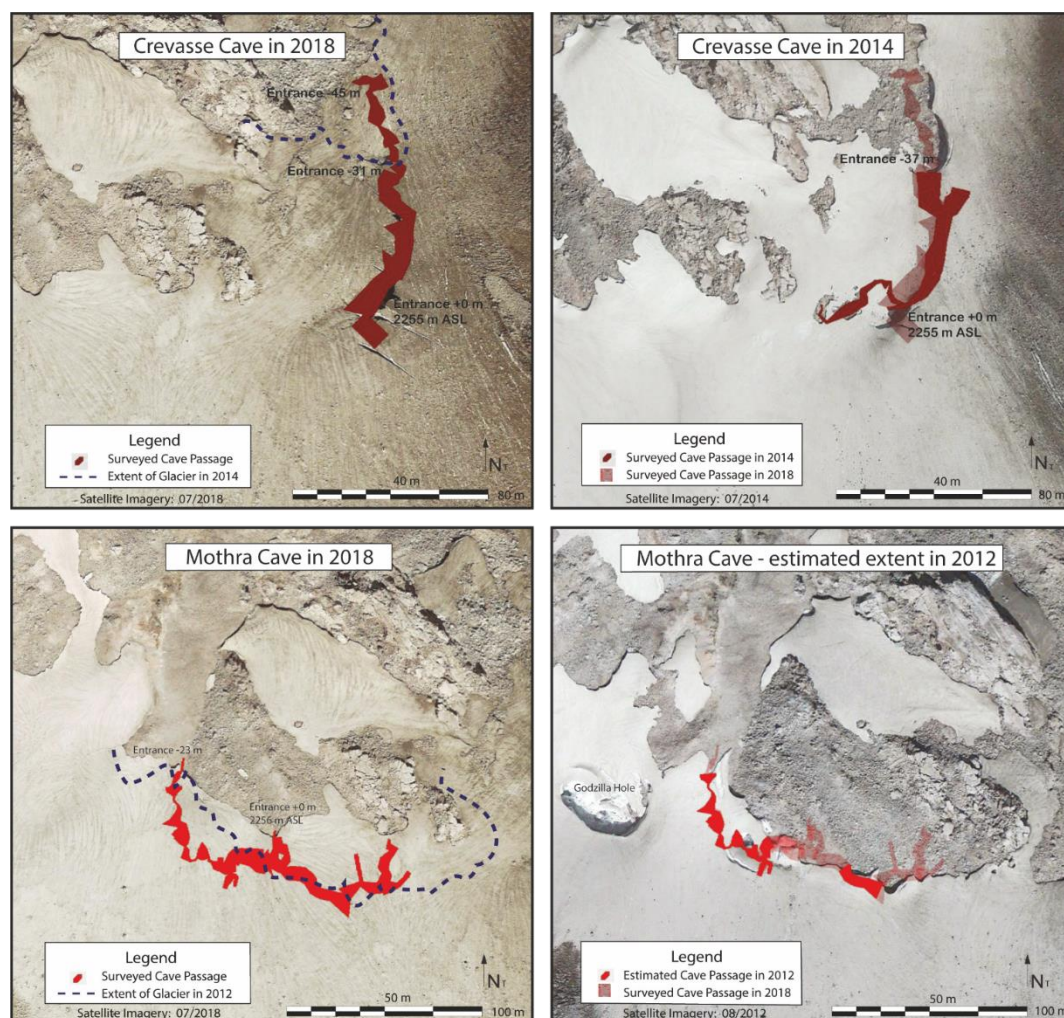 Crevasse Cave in 2018
Entrance -45 m
Entrance -31 m
Entrance +0 m
2255 m ASL
Legend
Surveyed Cave Passage
Extent of Glacier in 2014
NT
Satellite Imagery: 07/2018
40 m
80 m
Crevasse Cave in 2014
Entrance -37 m
Entrance +0 m
2255 m ASL
Legend
Surveyed Cave Passage in 2014
Surveyed Cave Passage in 2018
NT
Satellite Imagery: 07/2014
40 m
80 m
Mothra Cave in 2018
Entrance -23 m
Entrance +0 m
2256 m ASL
Legend
Surveyed Cave Passage
Extent of Glacier in 2012
NT
Satellite Imagery: 07/2018
50 m
100 m
Mothra Cave - estimated extent in 2012
Godzilla Hole
Legend
Estimated Cave Passage in 2012
Surveyed Cave Passage in 2018
NT
Satellite Imagery: 08/2012
50 m
100 m